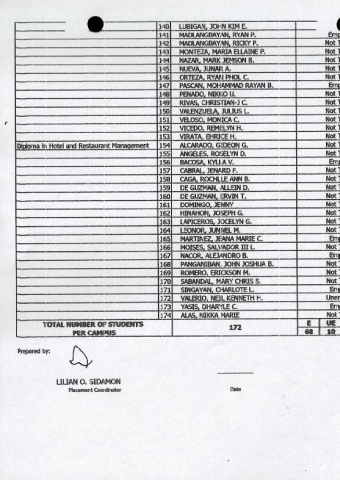 140 LUBIGAN, JOHN KIM E.
141 MADLANGBAYAN, RYAN P. Emp
142 MADLANGBAYAN, RICKY P. Not T
143 MONTEZA, MARIA ELLAINE P. Not T
144 NAZAR, MARK JEMSON B. Not T
145 NUEVA, JUNAR A. Not T
146 ORTEZA, RYAN PHOL C. Not T
147 PASCAN, MOHAMMAD RAYAN B. Emp
148 PENADO, NIKKO U. Not T
149 RIVAS, CHRISTIAN-J C. Not T
150 VALENZUELA, JULIUS L. Not T
151 VELOSO, MONICA C. Not T
152 VICEDO, REMELYN H. Not T
153 VIRATA, EHRICE H. Not T
Diploma in Hotel and Restaurant Management 154 ALCARADO, GIDEON G. Not T
155 ANGELES, ROSELYN D. Not T
156 BACOSA, KYLLA V. Emp
157 CABRAL, JENARD F. Not T
158 CAGA, ROCHLLE ANN B. Not T
159 DE GUZMAN, ALLEIN D. Not T
160 DE GUZMAN, ERVIN T. Not T
161 DOMINGO, JENNY Not T
162 HINAHON, JOSEPH G. Not T
163 LAPICEROS, JOCELYN G. Not T
164 LEONOR, JUNNEL M. Not T
165 MARTINEZ, JEANA MARIE C. Emp
166 MOISES, SALVADOR III L. Not T
167 NACOR, ALEJANDRO B. Emp
168 PANGANIBAN, JOHN JOSHUA B. Not T
169 ROMERO, ERICKSON M. Not T
170 SABANDAL, MARY CHRIS S. Not T
171 SINGAYAN, CHARLOTE L. Emp
172 VALERIO, NEIL KENNETH H. Unem
173 YASIS, DHARYLE C. Emp
174 ALAS, NIKKA MARIE Not T
TOTAL NUMBER OF STUDENTS PER CAMPUS 172 E UE
68 10
Prepared by:
LILIAN O. SIDAMON
Placement Coordinator Date